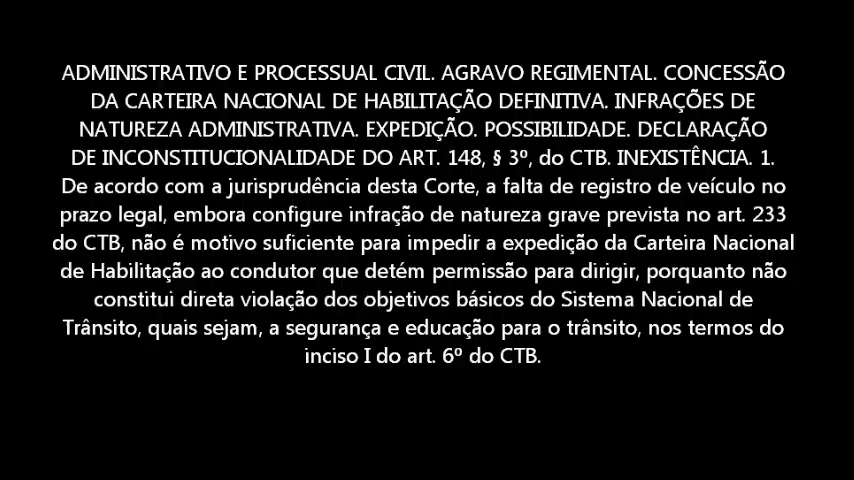 ADMINISTRATIVO E PROCESSUAL CIVIL. AGRAVO REGIMENTAL. CONCESSÃO
DA CARTEIRA NACIONAL DE HABILITAÇÃO DEFINITIVA. INFRAÇÕES DE
NATUREZA ADMINISTRATIVA. EXPEDIÇÃO. POSSIBILIDADE. DECLARAÇÃO
DE INCONSTITUCIONALIDADE DO ART. 148, § 3º, do CTB. INEXISTÊNCIA. 1.
De acordo com a jurisprudência desta Corte, a falta de registro de veículo no
prazo legal, embora configure infração de natureza grave prevista no art. 233
do CTB, não é motivo suficiente para impedir a expedição da Carteira Nacional
de Habilitação ao condutor que detém permissão para dirigir, porquanto não
constitui direta violação dos objetivos básicos do Sistema Nacional de
Trânsito, quais sejam, a segurança e educação para o trânsito, nos termos do
inciso I do art. 6º do CTB.